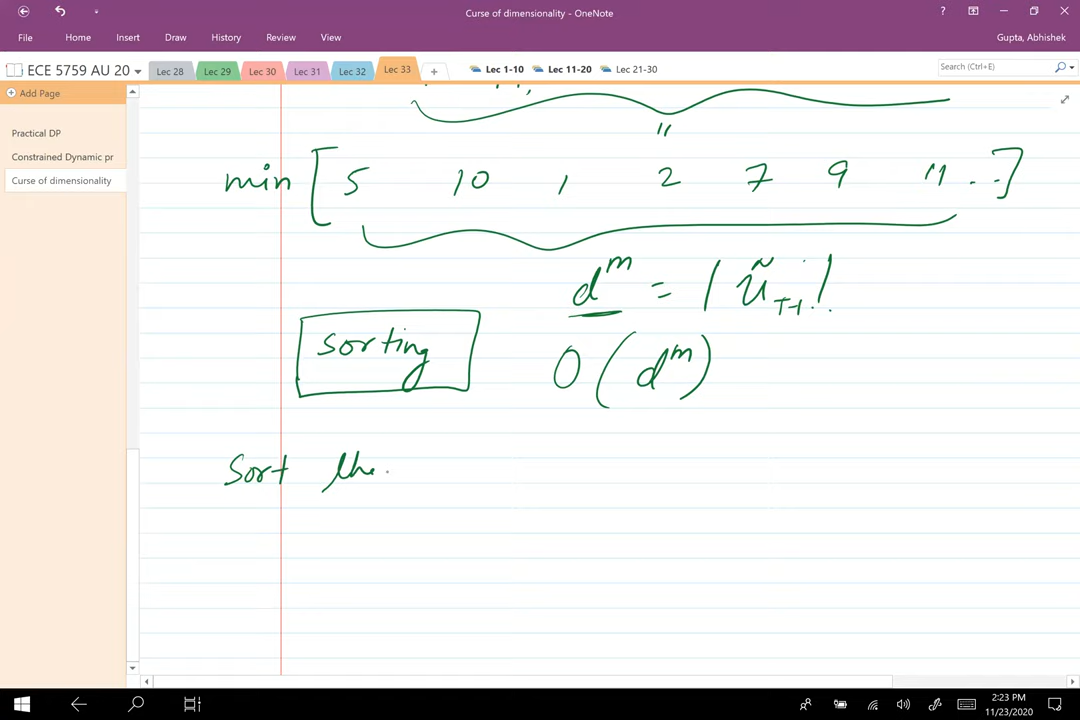 Curse of dimensionality - OneNote
Gupta, Abhishek
File Home Insert Draw History Review View
ECE 5759 AU 20 Lec 28 Lec 29 Lec 30 Lec 31 Lec 32 Lec 33 Lec 1-10 Lec 11-20 Lec 21-30 Search (Ctrl+E)
Add Page
Practical DP
Constrained Dynamic pr
Curse of dimensionality
min [ 5 10 1 2 7 9 11 ... ]
d^m = | ũ_{T-1} |
sorting O(d^m)
Sort the
2:23 PM
11/23/2020